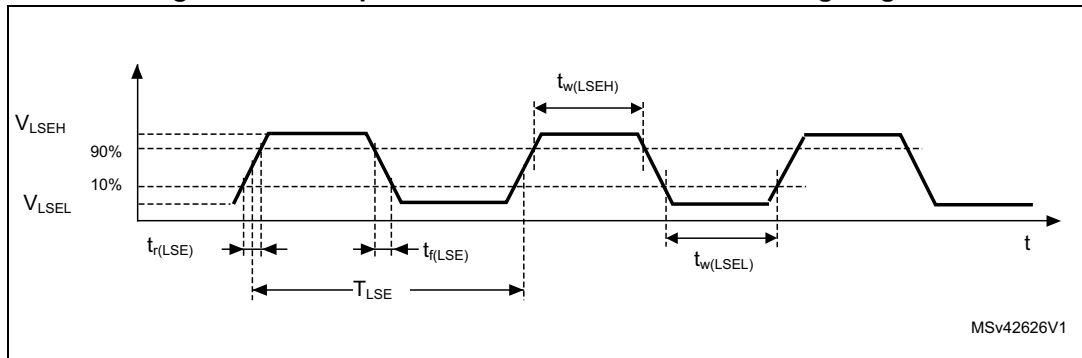 t_w(LSEH)
V_LSEH
90%
10%
V_LSEL
t_r(LSE)
t_f(LSE)
t_w(LSEL)
t
T_LSE
MSv42626V1